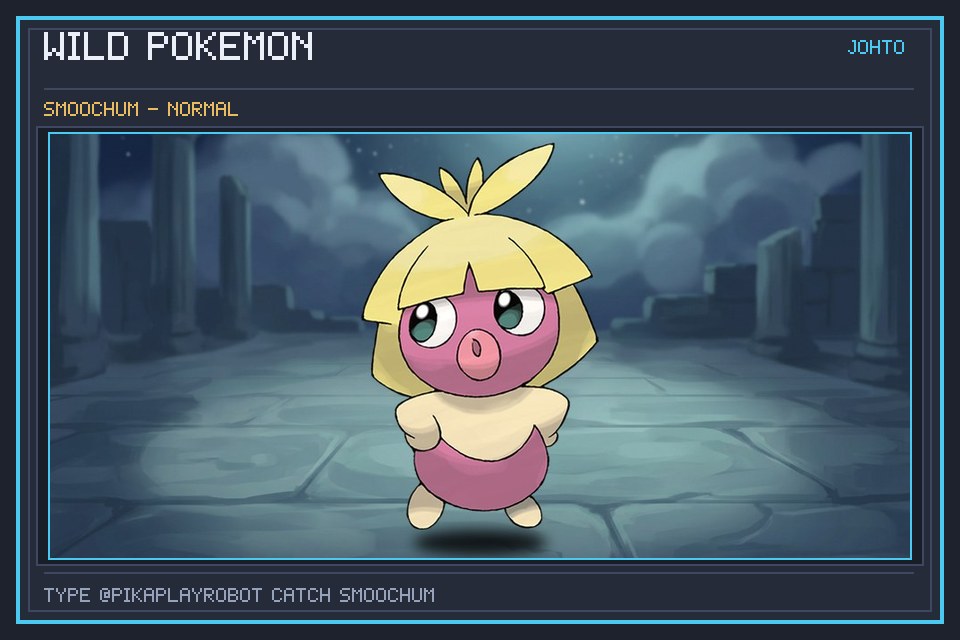 WILD POKEMON
JOHTO
SMOOCHUM - NORMAL
TYPE @PIKAPLAYROBOT CATCH SMOOCHUM